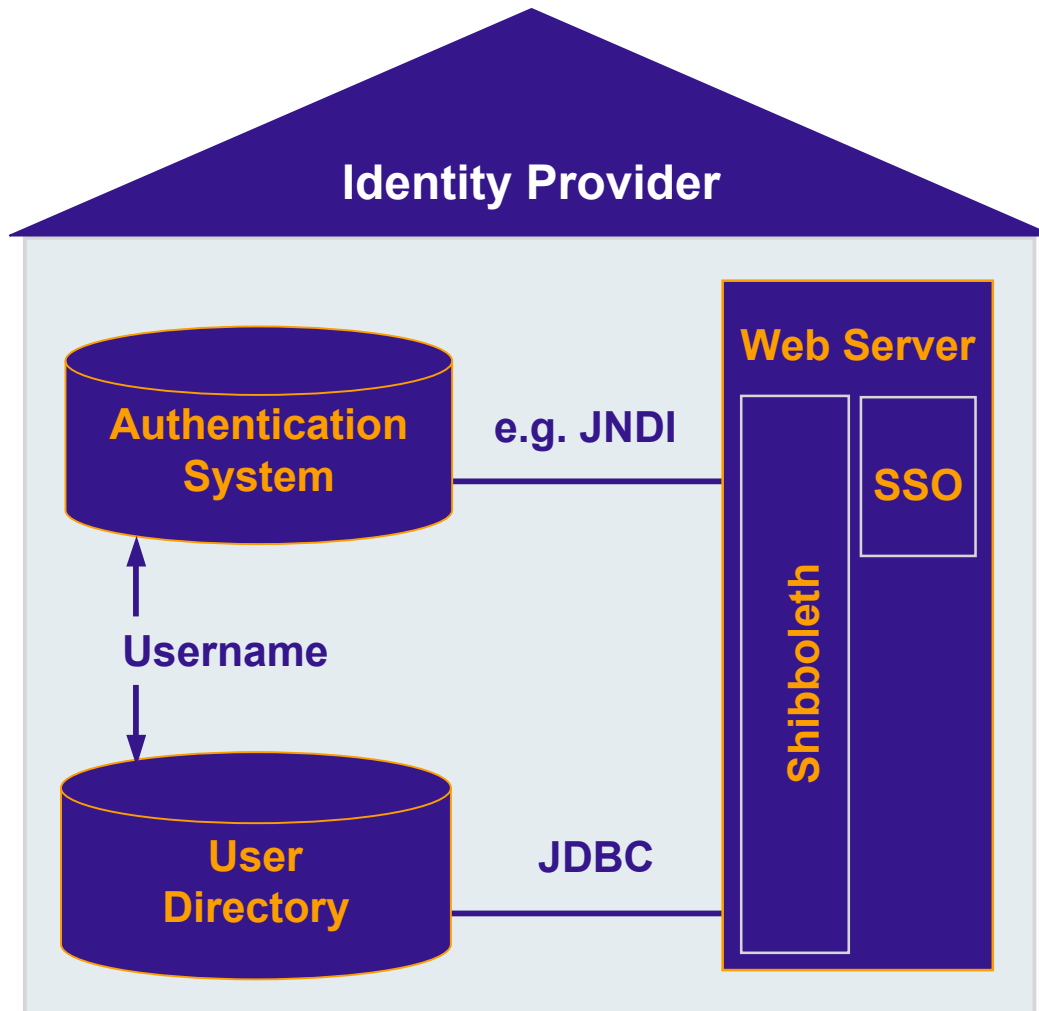 Identity Provider
Authentication
System
e.g. JNDI
Web Server
SSO
Shibboleth
Username
User
Directory
JDBC